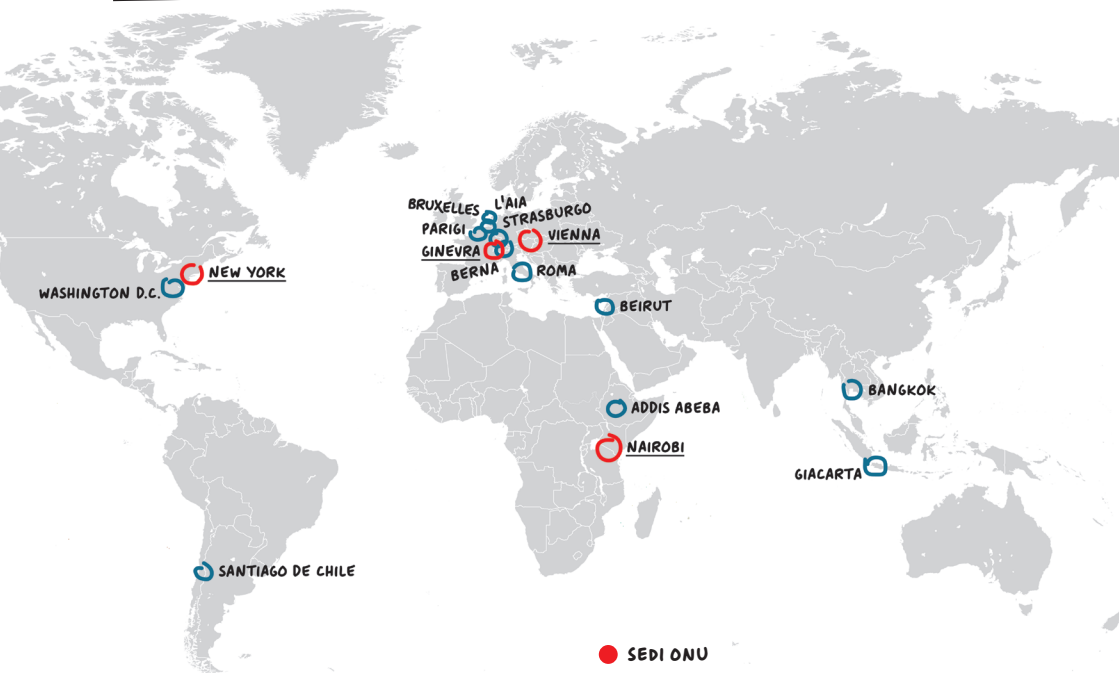 BRUXELLES
L'AIA
STRASBURGO
PARIGI
VIENNA
GINEVRA
BERNA
ROMA
NEW YORK
WASHINGTON D.C.
BEIRUT
BANGKOK
ADDIS ABEBA
NAIROBI
GIACARTA
SANTIAGO DE CHILE
SEDI ONU